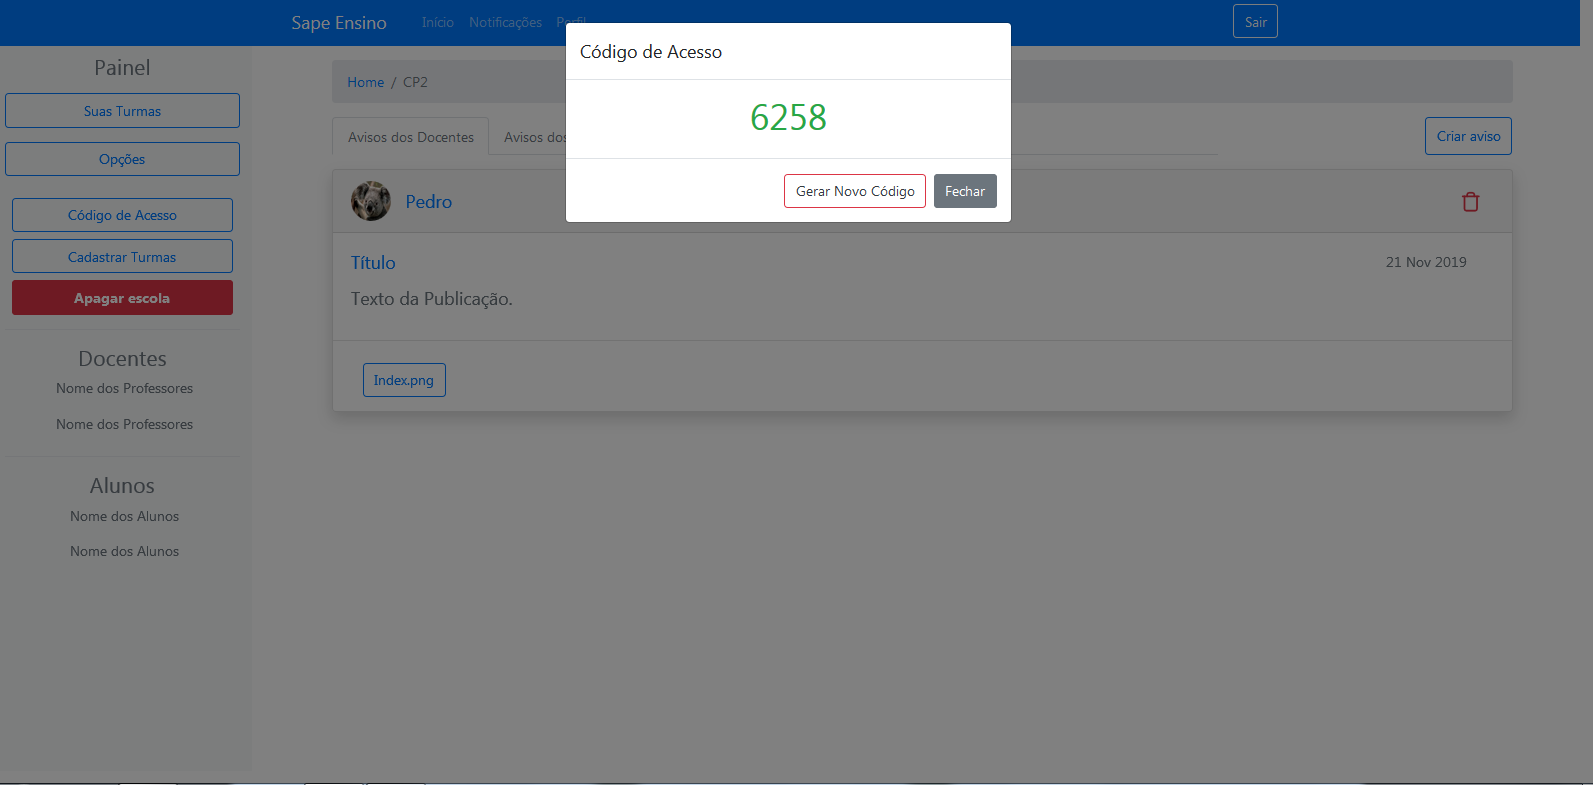 Sape Ensino Início Notificações Perfil Sair
Código de Acesso
6258
Gerar Novo Código Fechar
Painel
Suas Turmas
Opções
Código de Acesso
Cadastrar Turmas
Apagar escola
Docentes
Nome dos Professores
Nome dos Professores
Alunos
Nome dos Alunos
Nome dos Alunos
Home / CP2
Avisos dos Docentes Avisos dos Criar aviso
Pedro
Título 21 Nov 2019
Texto da Publicação.
Index.png